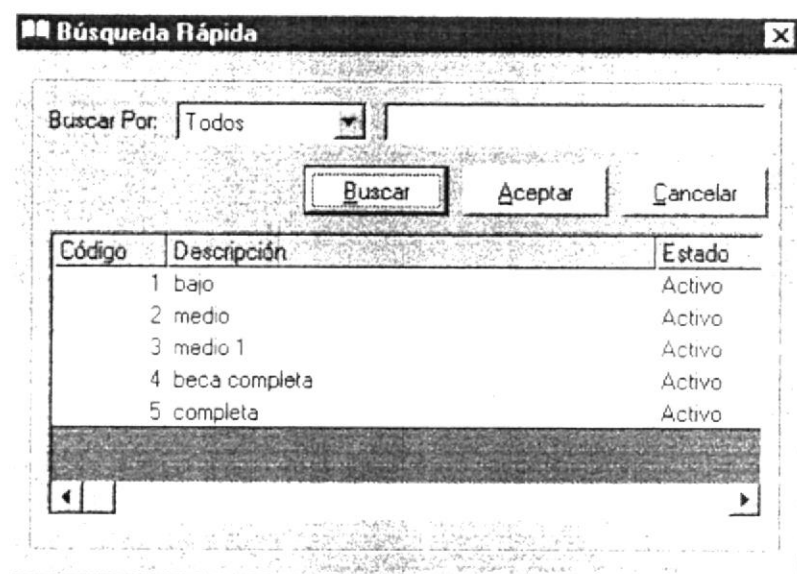 Búsqueda Rápida
Buscar Por: Todos
Buscar Aceptar Cancelar
Código Descripción Estado
1 bajo Activo
2 medio Activo
3 medio 1 Activo
4 beca completa Activo
5 completa Activo